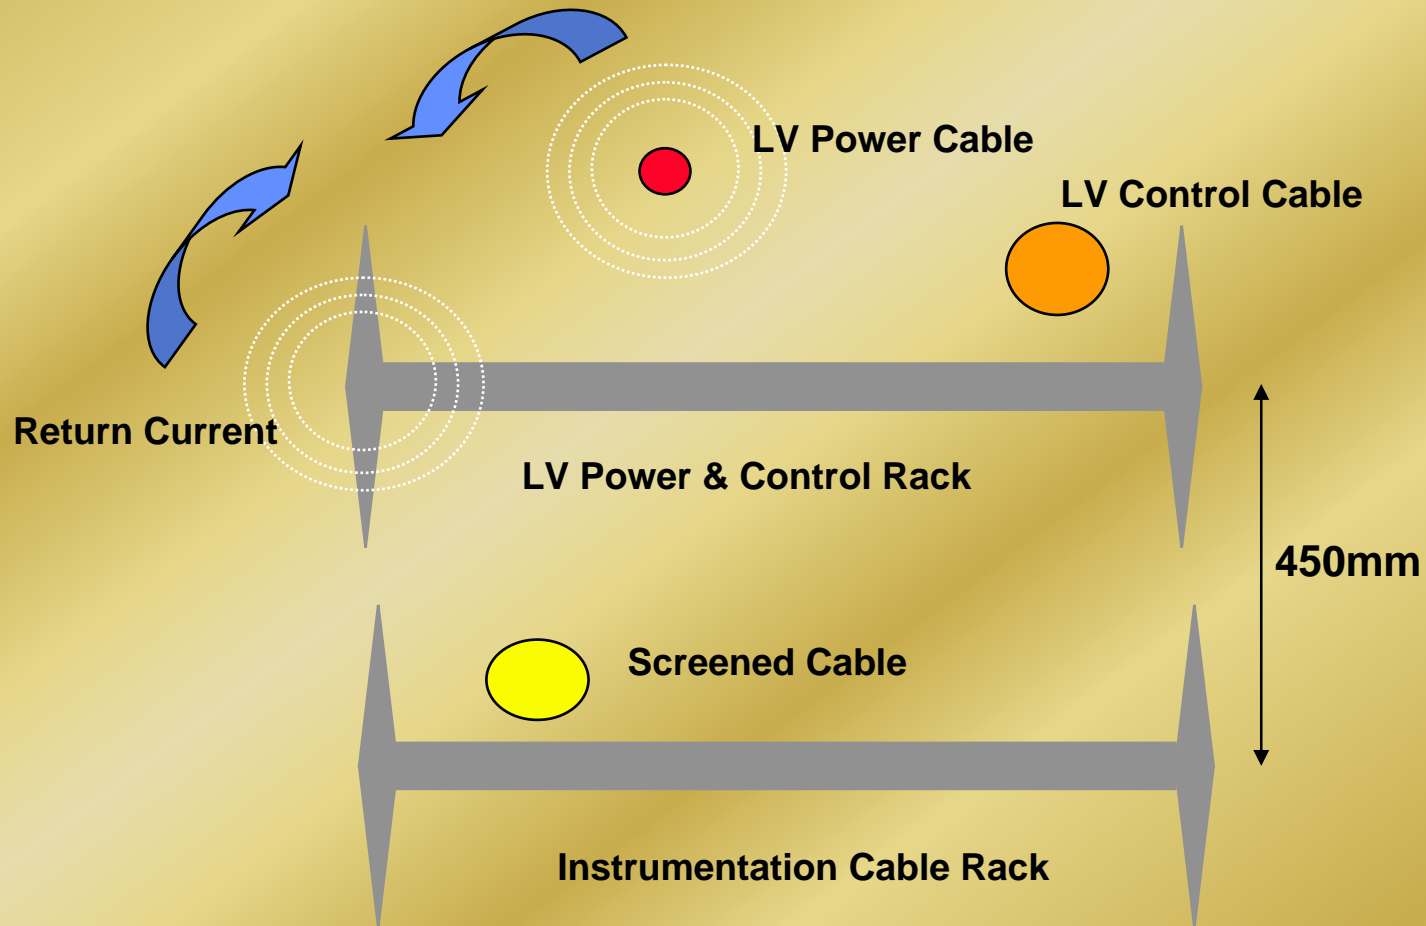 LV Power Cable
LV Control Cable
Return Current
LV Power & Control Rack
450mm
Screened Cable
Instrumentation Cable Rack